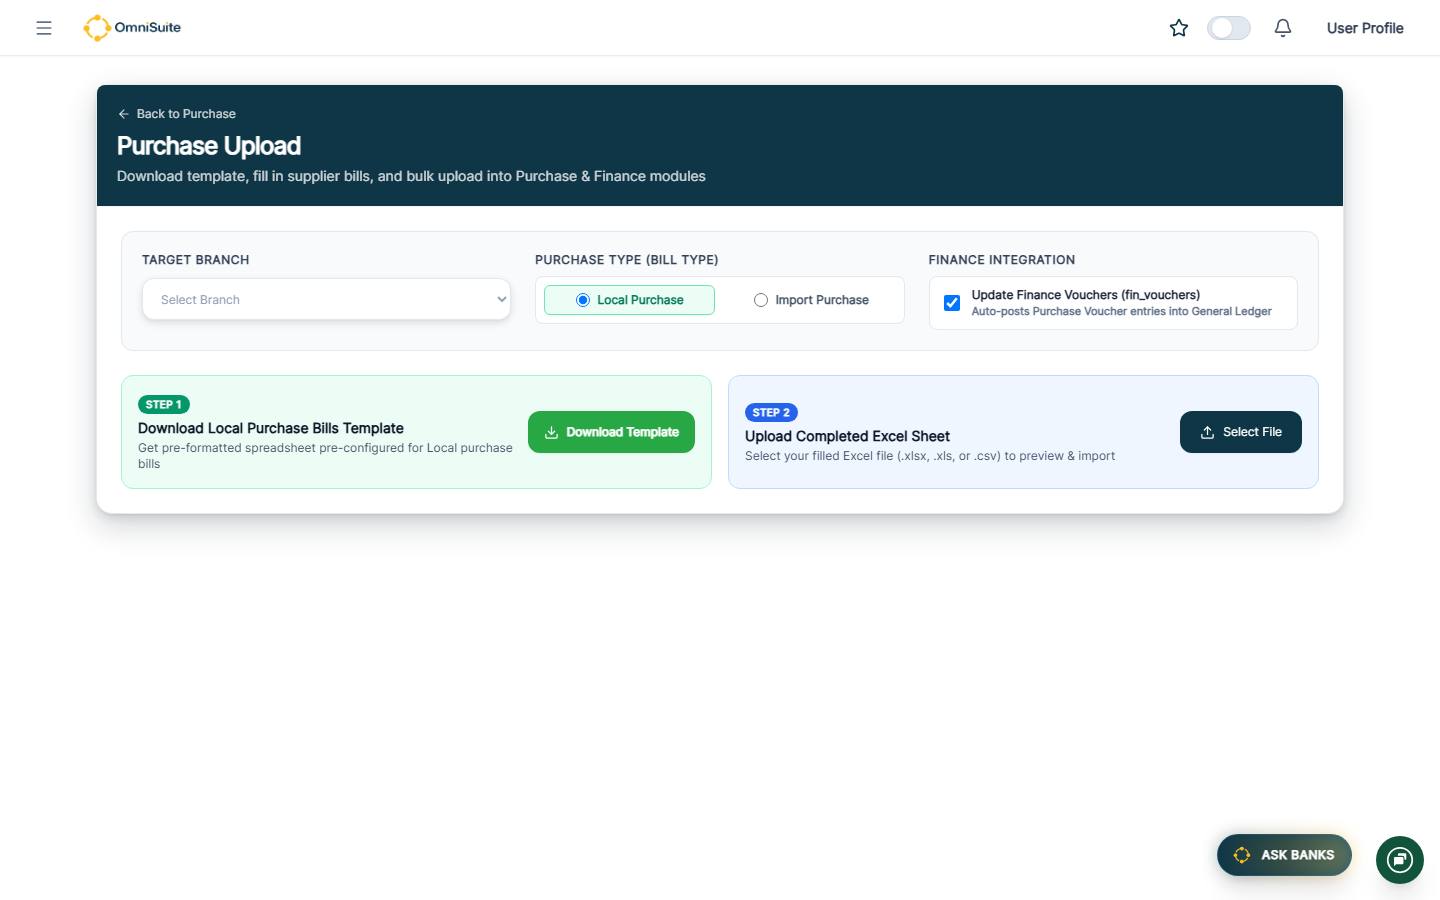 OmniSuite
User Profile
Back to Purchase
Purchase Upload
Download template, fill in supplier bills, and bulk upload into Purchase & Finance modules
TARGET BRANCH
Select Branch
PURCHASE TYPE (BILL TYPE)
Local Purchase
Import Purchase
FINANCE INTEGRATION
Update Finance Vouchers (fin_vouchers)
Auto-posts Purchase Voucher entries into General Ledger
STEP 1
Download Local Purchase Bills Template
Get pre-formatted spreadsheet pre-configured for Local purchase
bills
Download Template
STEP 2
Upload Completed Excel Sheet
Select your filled Excel file (.xlsx, .xls, or .csv) to preview & import
Select File
ASK BANKS